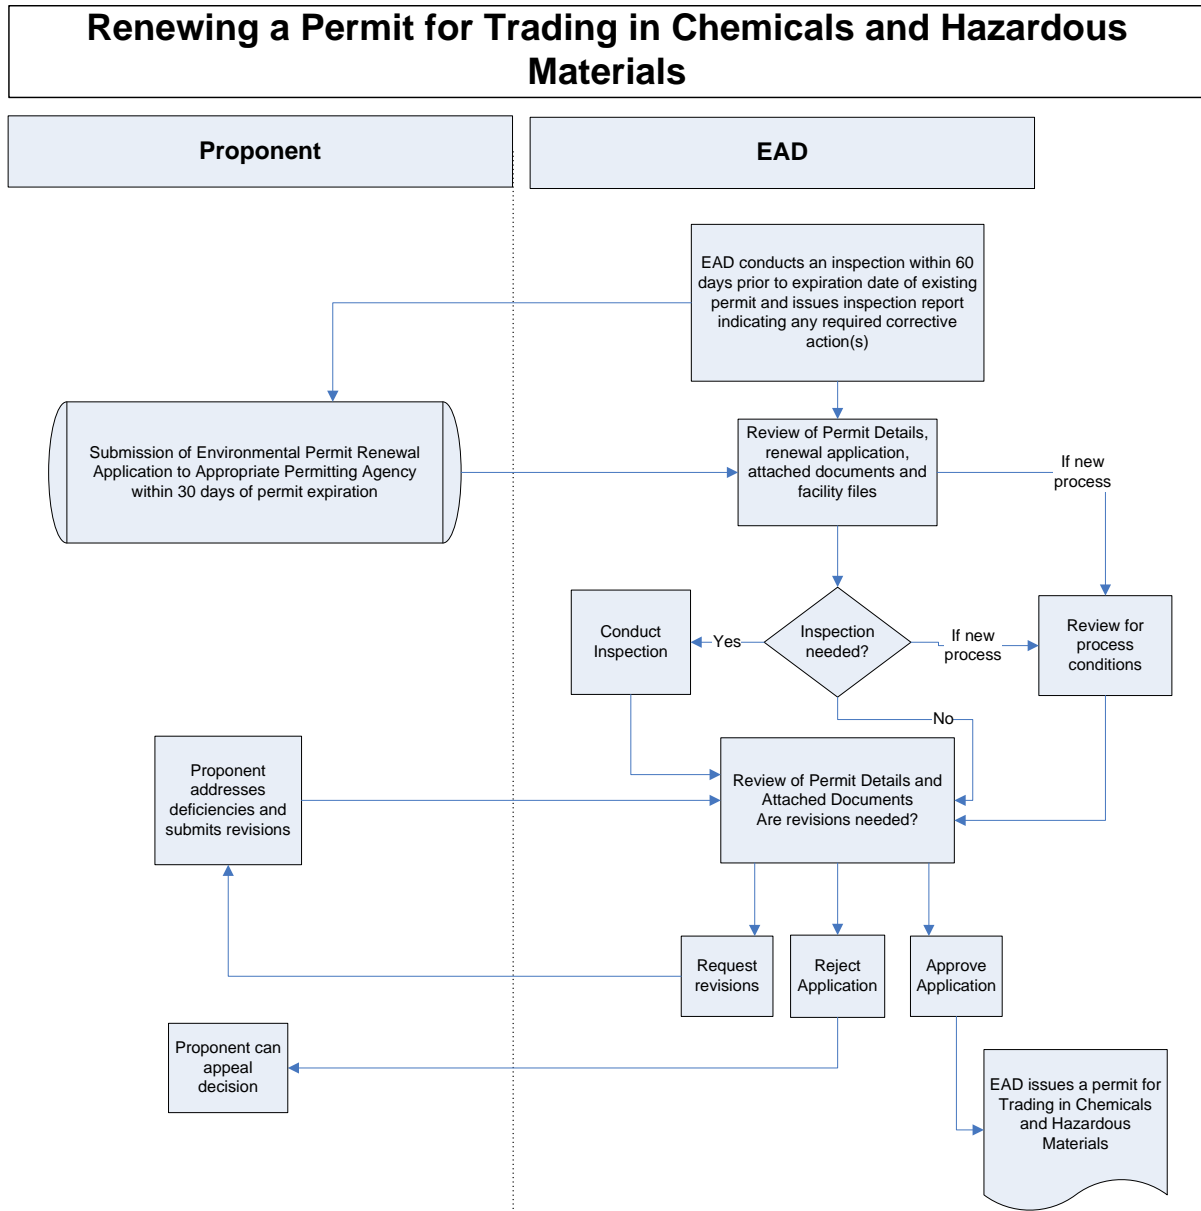 Renewing a Permit for Trading in Chemicals and Hazardous
Materials
Proponent
EAD
EAD conducts an inspection within 60
days prior to expiration date of existing
permit and issues inspection report
indicating any required corrective
action(s)
Submission of Environmental Permit Renewal
Application to Appropriate Permitting Agency
within 30 days of permit expiration
Review of Permit Details,
renewal application,
attached documents and
facility files
If new
process
Conduct
Inspection
Yes
Inspection
needed?
If new
process
Review for
process
conditions
No
Proponent
addresses
deficiencies and
submits revisions
Review of Permit Details and
Attached Documents
Are revisions needed?
Request
revisions
Reject
Application
Approve
Application
Proponent can
appeal
decision
EAD issues a permit for
Trading in Chemicals
and Hazardous
Materials